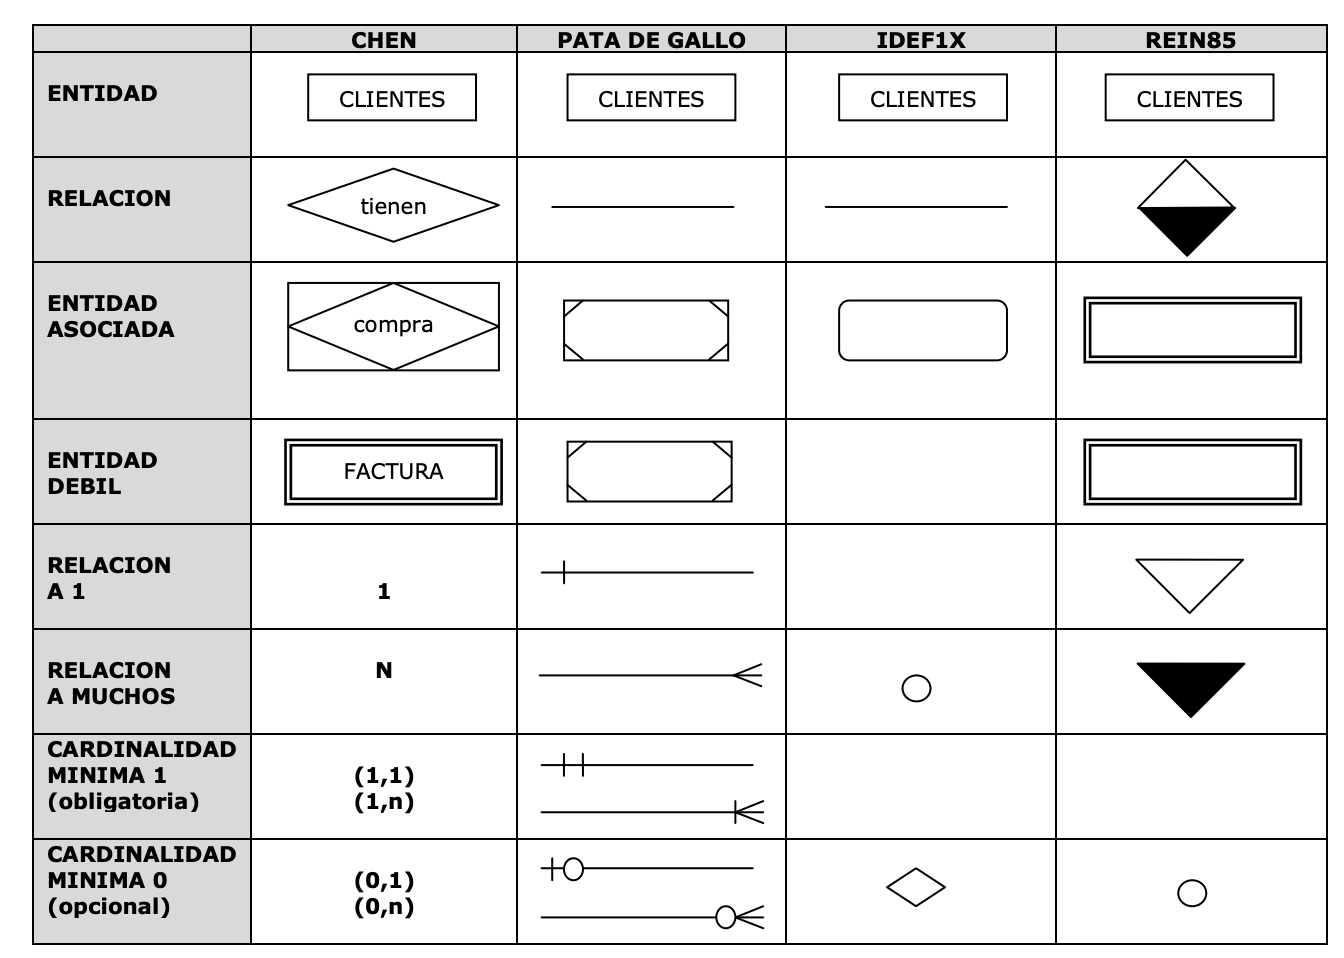 CHEN PATA DE GALLO IDEF1X REIN85
ENTIDAD CLIENTES CLIENTES CLIENTES CLIENTES
RELACION tienen
ENTIDAD
ASOCIADA compra
ENTIDAD
DEBIL FACTURA
RELACION
A 1 1
RELACION N
A MUCHOS
CARDINALIDAD
MINIMA 1 (1,1)
(obligatoria) (1,n)
CARDINALIDAD
MINIMA 0 (0,1)
(opcional) (0,n)